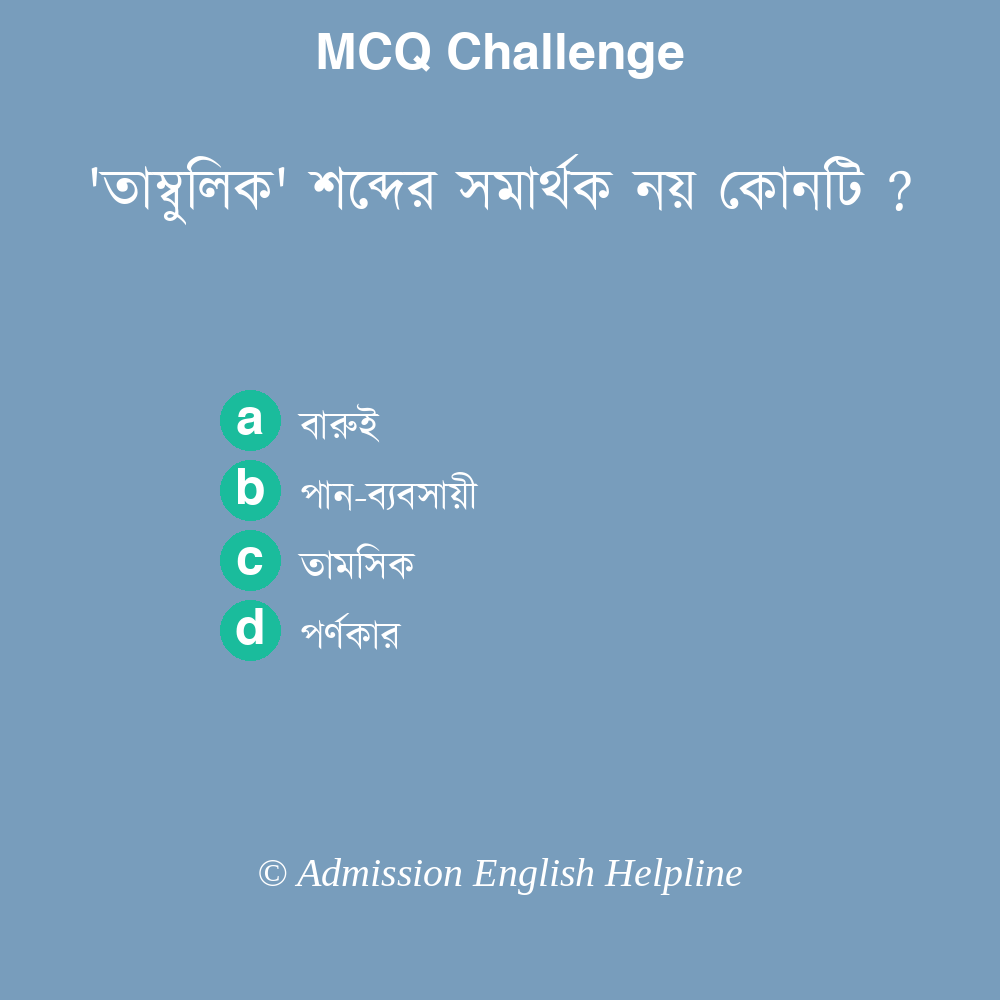 MCQ Challenge
'তাম্বুলিক' শব্দের সমার্থক নয় কোনটি ?
a বারুই
b পান-ব্যবসায়ী
c তামসিক
d পর্ণকার
© Admission English Helpline